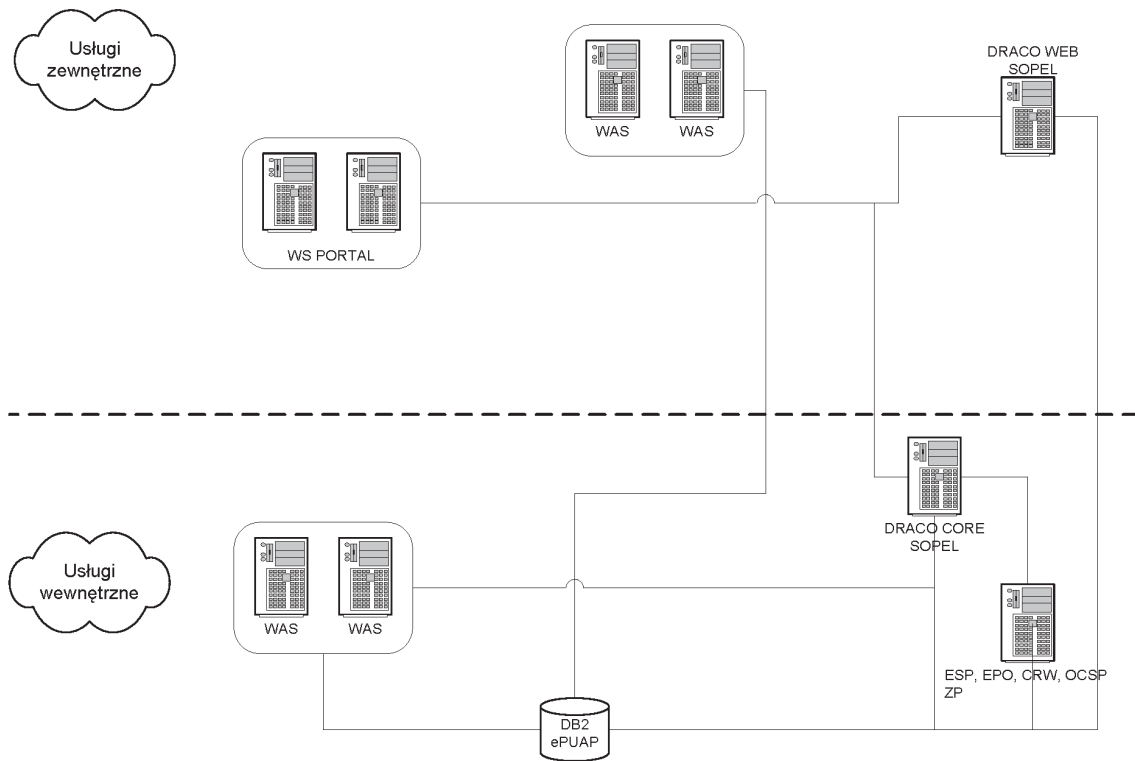 Usługi
zewnętrzne
WAS
WAS
DRACO WEB
SOPEL
WS PORTAL
DRACO CORE
SOPEL
Usługi
wewnętrzne
WAS
WAS
ESP, EPO, CRW, OCSP
ZP
DB2
ePUAP